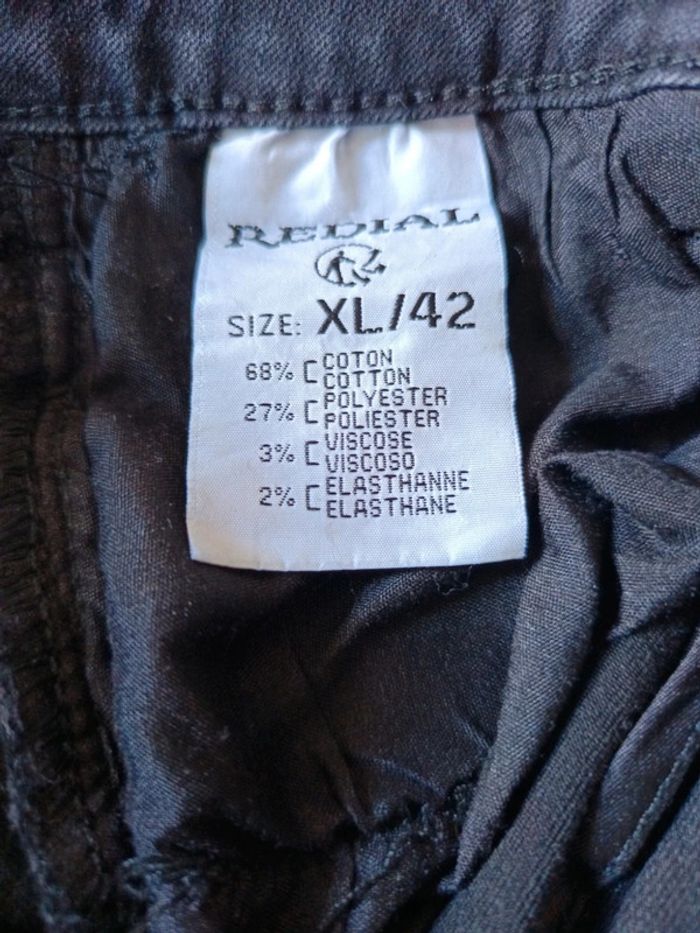 REDIAL
SIZE: XL/42
68% COTON
COTTON
27% POLYESTER
POLIESTER
3% VISCOSE
VISCOSO
2% ELASTHANNE
ELASTHANE